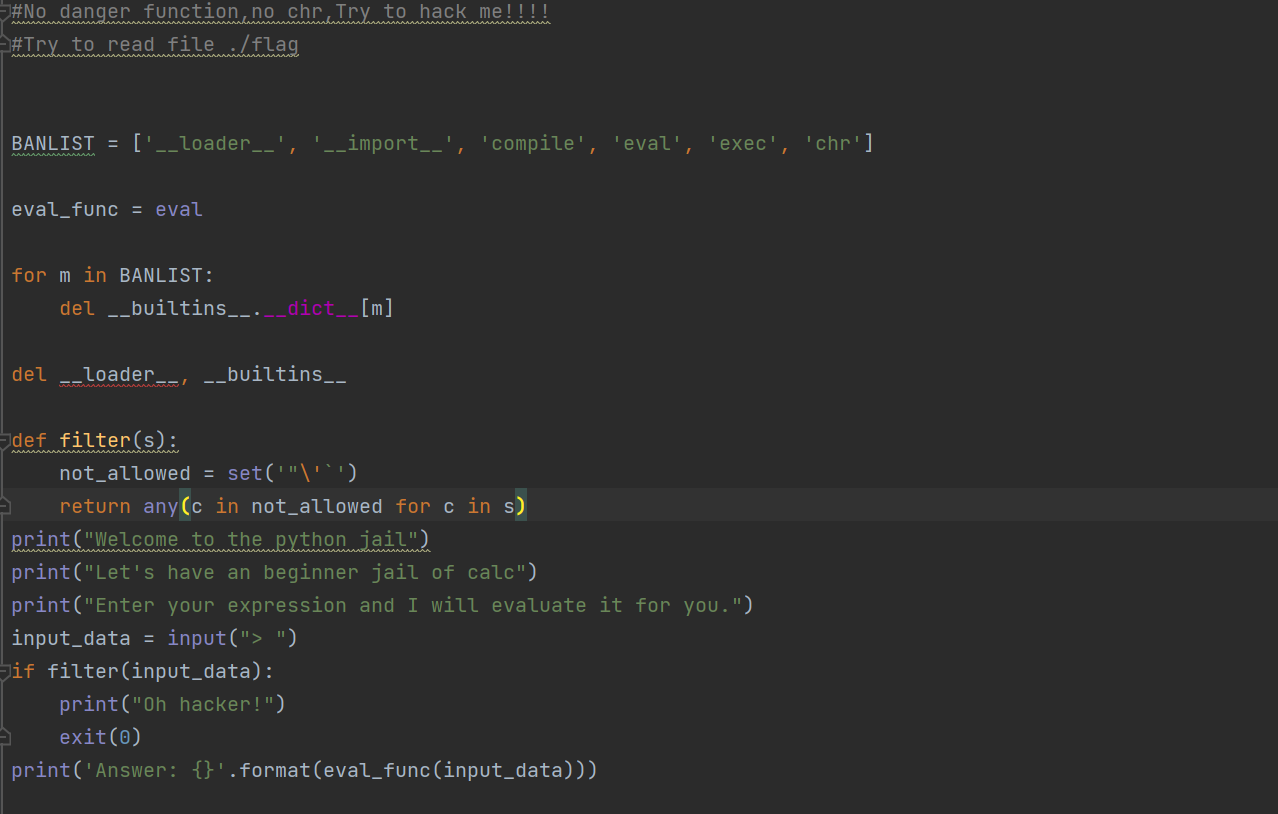 #No danger function,no chr,Try to hack me!!!!
#Try to read file ./flag
BANLIST = ['__loader__', '__import__', 'compile', 'eval', 'exec', 'chr']
eval_func = eval
for m in BANLIST:
    del __builtins__.__dict__[m]
del __loader__, __builtins__
def filter(s):
    not_allowed = set('"\'`')
    return any(c in not_allowed for c in s)
print("Welcome to the python jail")
print("Let's have an beginner jail of calc")
print("Enter your expression and I will evaluate it for you.")
input_data = input("> ")
if filter(input_data):
    print("Oh hacker!")
    exit(0)
print('Answer: {}'.format(eval_func(input_data)))